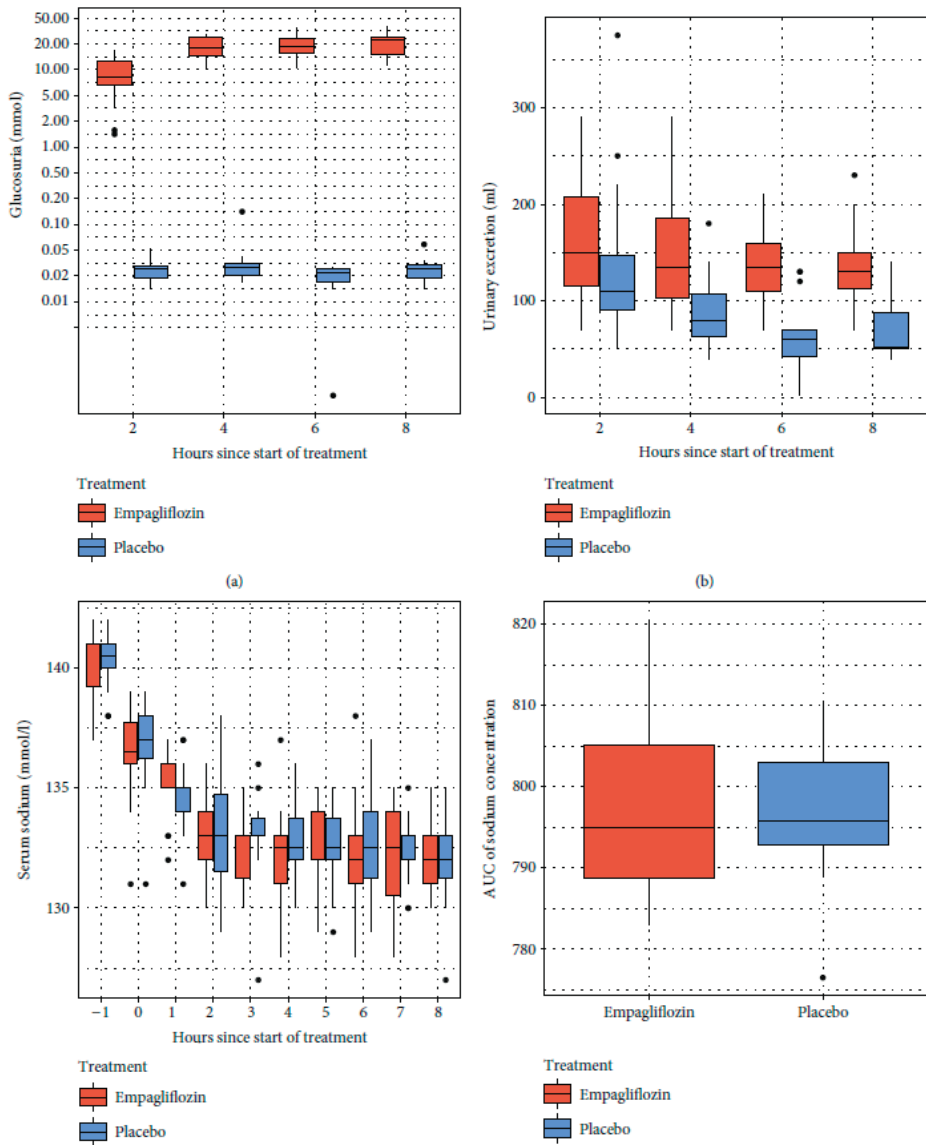 50.00
20.00
10.00
5.00
2.00
1.00
0.50
0.20
0.10
0.05
0.02
0.01
Glucosuria (mmol)
2 4 6 8
Hours since start of treatment
Treatment
Empagliflozin
Placebo
(a)
300
200
100
0
Urinary excretion (ml)
2 4 6 8
Hours since start of treatment
Treatment
Empagliflozin
Placebo
(b)
140
135
130
Serum sodium (mmol/l)
−1 0 1 2 3 4 5 6 7 8
Hours since start of treatment
Treatment
Empagliflozin
Placebo
820
810
800
790
780
AUC of sodium concentration
Empagliflozin Placebo
Treatment
Empagliflozin
Placebo